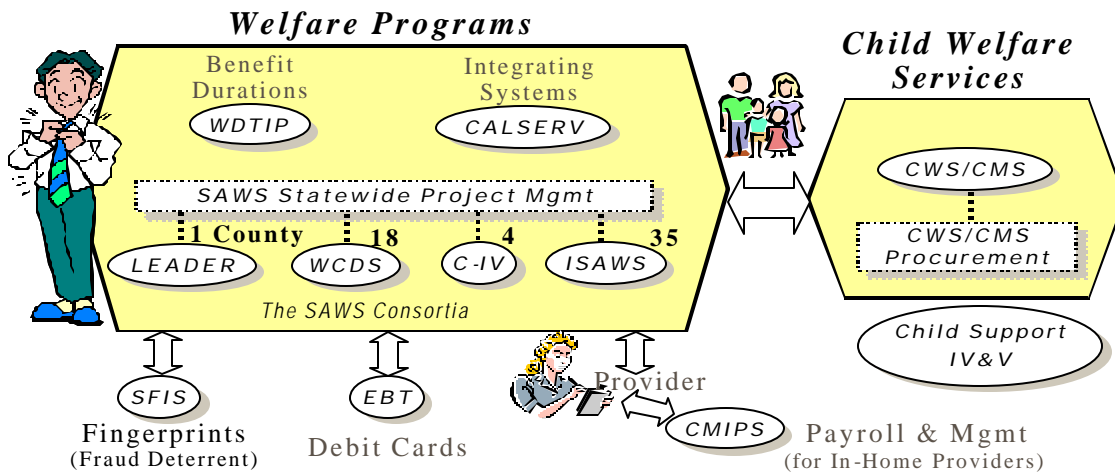 Welfare Programs
Benefit
Durations
WDTIP
Integrating
Systems
CALSERV
SAWS Statewide Project Mgmt
1 County
18
4
35
LEADER
WCDS
C-IV
ISAWS
The SAWS Consortia
Child Welfare
Services
CWS/CMS
CWS/CMS
Procurement
Child Support
IV&V
SFIS
Fingerprints
(Fraud Deterrent)
EBT
Debit Cards
Provider
CMIPS
Payroll & Mgmt
(for In-Home Providers)